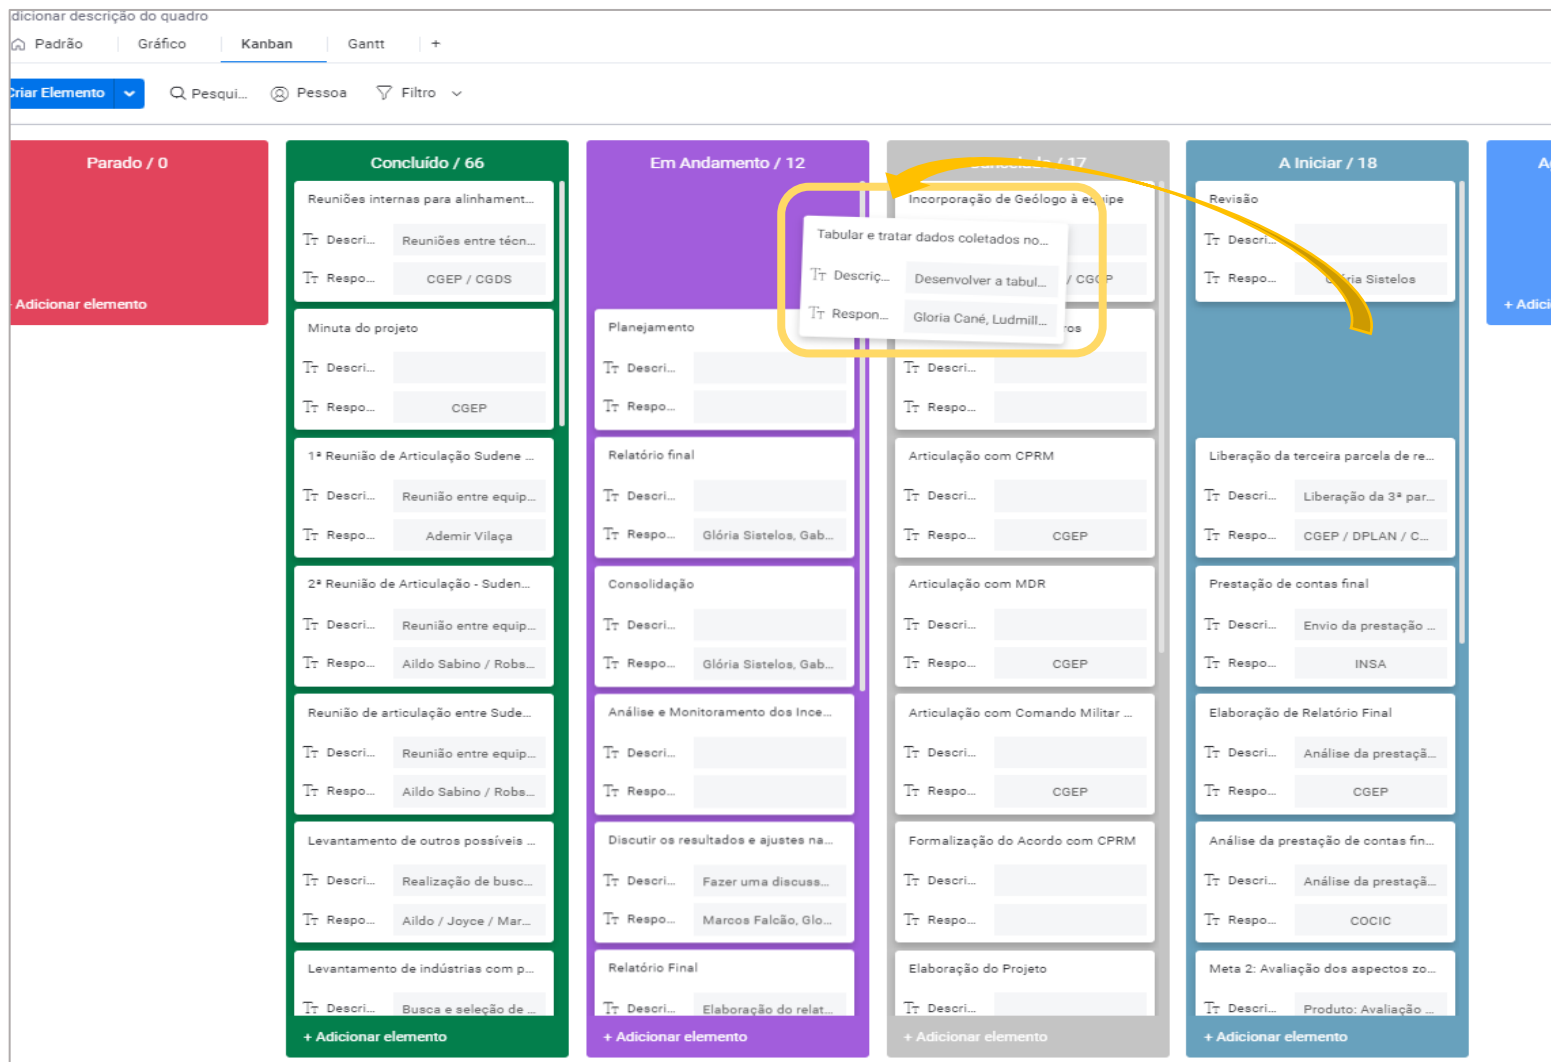 dicionar descrição do quadro
Padrão Gráfico Kanban Gantt +
Criar Elemento Pesqui... Pessoa Filtro
Parado / 0
Adicionar elemento
Concluído / 66
Reuniões internas para alinhament...
Descri... Reuniões entre técn...
Respo... CGEP / CGDS
Minuta do projeto
Descri...
Respo... CGEP
1ª Reunião de Articulação Sudene ...
Descri... Reunião entre equip...
Respo... Ademir Vilaça
2ª Reunião de Articulação - Suden...
Descri... Reunião entre equip...
Respo... Aildo Sabino / Robs...
Reunião de articulação entre Sude...
Descri... Reunião entre equip...
Respo... Aildo Sabino / Robs...
Levantamento de outros possíveis ...
Descri... Realização de busc...
Respo... Aildo / Joyce / Mar...
Levantamento de indústrias com p...
Descri... Busca e seleção de ...
+ Adicionar elemento
Em Andamento / 12
Planejamento
Descri...
Respo...
Relatório final
Descri...
Respo... Glória Sistelos, Gab...
Consolidação
Descri...
Respo... Glória Sistelos, Gab...
Análise e Monitoramento dos Ince...
Descri...
Respo...
Discutir os resultados e ajustes na...
Descri... Fazer uma discuss...
Respo... Marcos Falcão, Glo...
Relatório Final
Descri... Elaboração do relat...
+ Adicionar elemento
Tabular e tratar dados coletados no...
Descriç... Desenvolver a tabul...
Respon... Gloria Cané, Ludmill...
/ 17
Incorporação de Geólogo à equipe
/ CGCP
ros
Descri...
Respo...
Articulação com CPRM
Descri...
Respo... CGEP
Articulação com MDR
Descri...
Respo... CGEP
Articulação com Comando Militar ...
Descri...
Respo... CGEP
Formalização do Acordo com CPRM
Descri...
Respo...
Elaboração do Projeto
Descri...
+ Adicionar elemento
A Iniciar / 18
Revisão
Descri...
Respo... Sistelos
Liberação da terceira parcela de re...
Descri... Liberação da 3ª par...
Respo... CGEP / DPLAN / C...
Prestação de contas final
Descri... Envio da prestação ...
Respo... INSA
Elaboração de Relatório Final
Descri... Análise da prestaçã...
Respo... CGEP
Análise da prestação de contas fin...
Descri... Análise da prestaçã...
Respo... COCIC
Meta 2: Avaliação dos aspectos zo...
Descri... Produto: Avaliação ...
+ Adicionar elemento
+ Adici